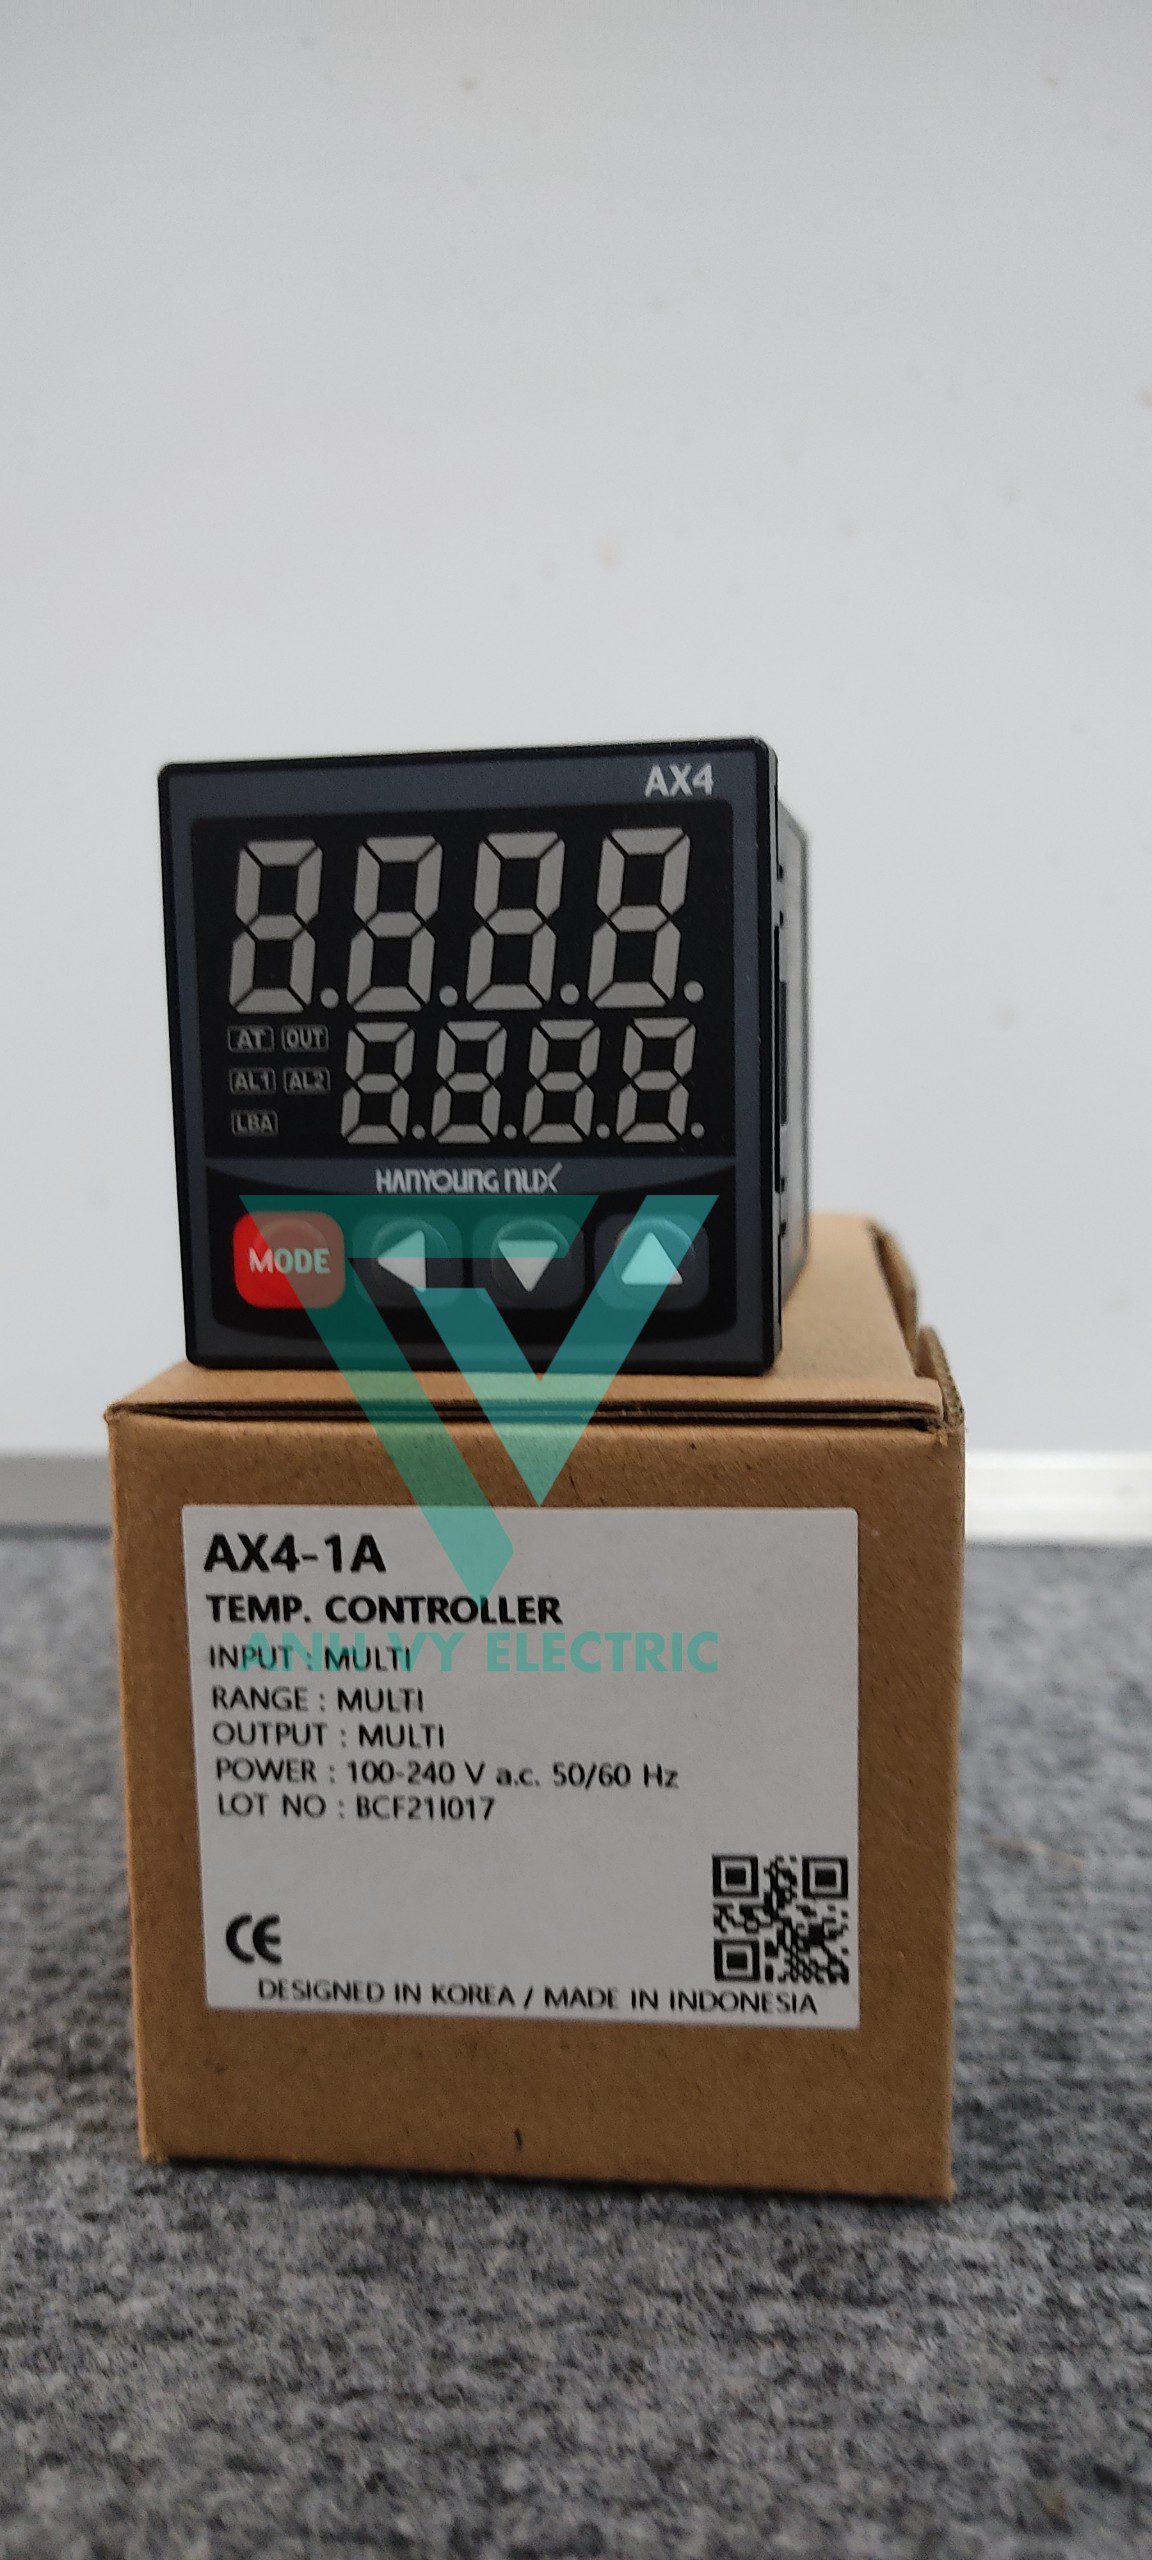 AX4
AT OUT
AL1 AL2
LBA
HANYOUNG NUX
MODE
AX4-1A
TEMP. CONTROLLER
ANH VY ELECTRIC
INPUT : MULTI
RANGE : MULTI
OUTPUT : MULTI
POWER : 100-240 V a.c. 50/60 Hz
LOT NO : BCF21I017
CE
DESIGNED IN KOREA / MADE IN INDONESIA